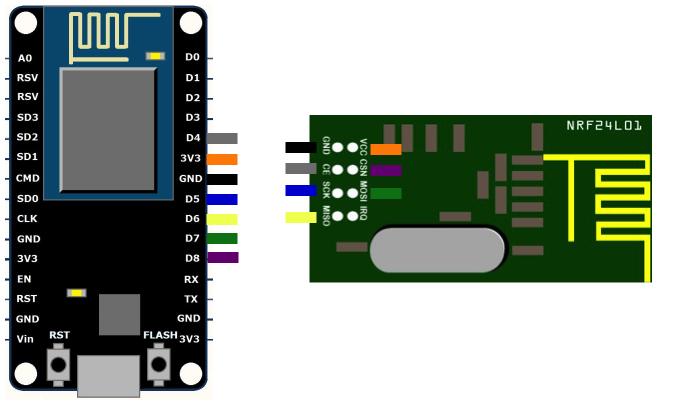 A0 D0
RSV D1
RSV D2
SD3 D3
SD2 D4
SD1 3V3
CMD GND
SD0 D5
CLK D6
GND D7
3V3 D8
EN RX
RST TX
GND GND
Vin 3V3
RST FLASH
NRF24L01
GND VCC
CE CSN
SCK MOSI
MISO IRQ